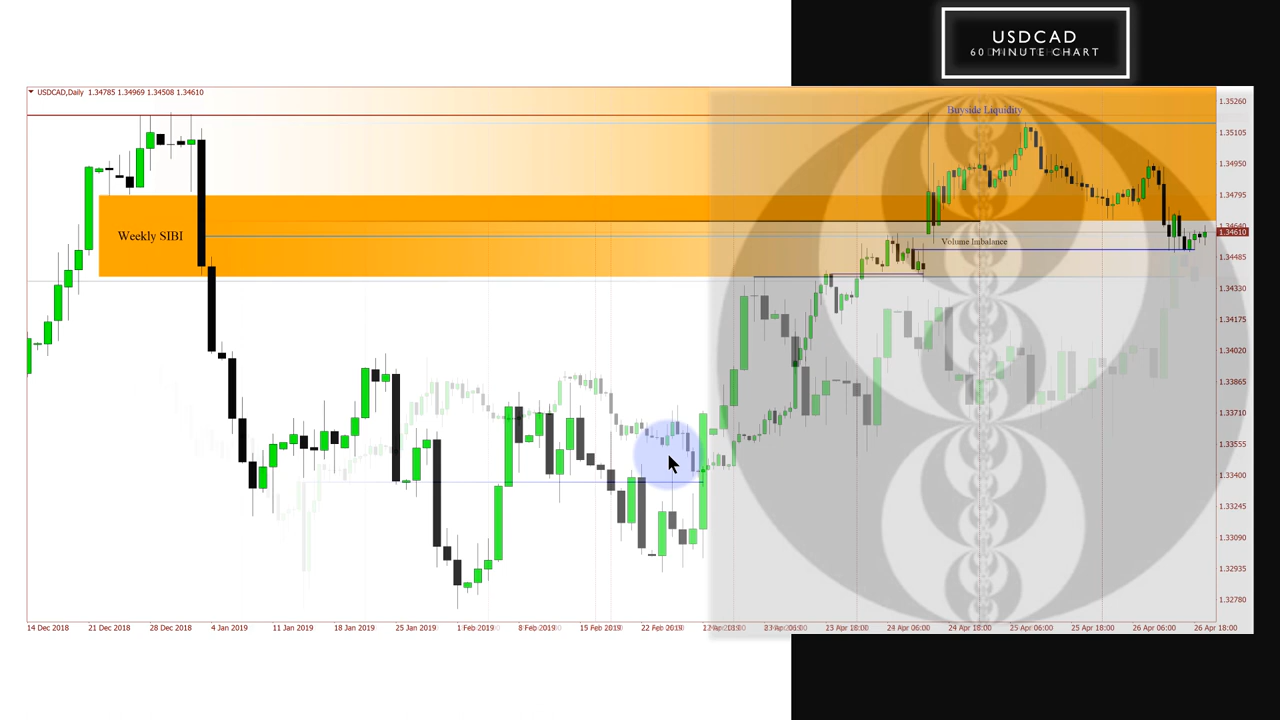 USDCAD
60 MINUTE CHART
USDCAD,Daily 1.34785 1.34969 1.34508 1.34610
Buyside Liquidity
Weekly SIBI
Volume Imbalance
1.35260
1.35105
1.34950
1.34795
1.34640
1.34610
1.34485
1.34330
1.34175
1.34020
1.33865
1.33710
1.33555
1.33400
1.33245
1.33090
1.32935
1.32780
14 Dec 2018 21 Dec 2018 28 Dec 2018 4 Jan 2019 11 Jan 2019 18 Jan 2019 25 Jan 2019 1 Feb 2019 8 Feb 2019 15 Feb 2019 22 Feb 2019 23 Apr 18:00 24 Apr 06:00 24 Apr 18:00 25 Apr 06:00 25 Apr 18:00 26 Apr 06:00 26 Apr 18:00